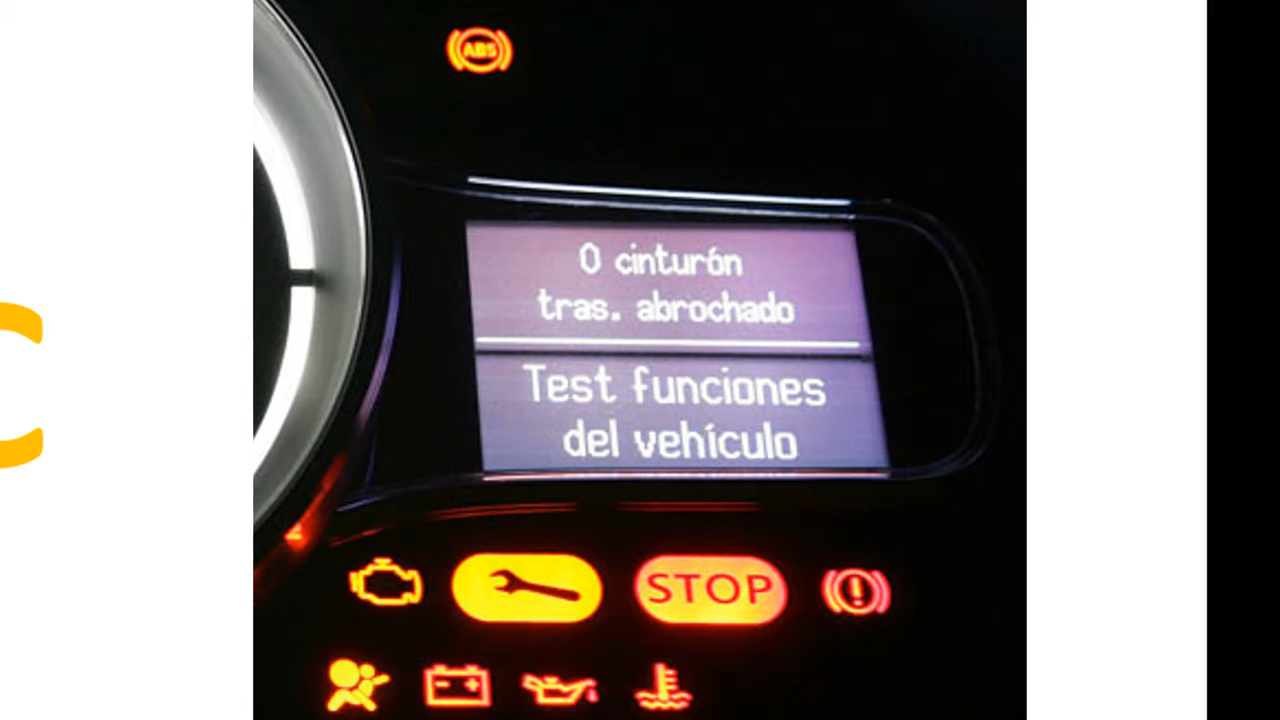 ABS
0 cinturón
tras. abrochado
Test funciones
del vehículo
STOP